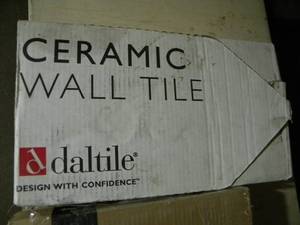 CERAMIC
WALL TILE
d daltile®
DESIGN WITH CONFIDENCE™